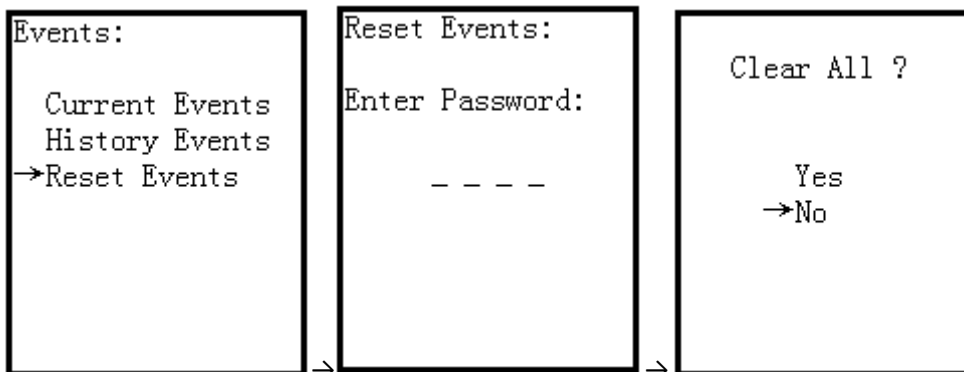 Events:
Current Events
History Events
→Reset Events
→
Reset Events:
Enter Password:
_ _ _ _
→
Clear All ?
Yes
→No